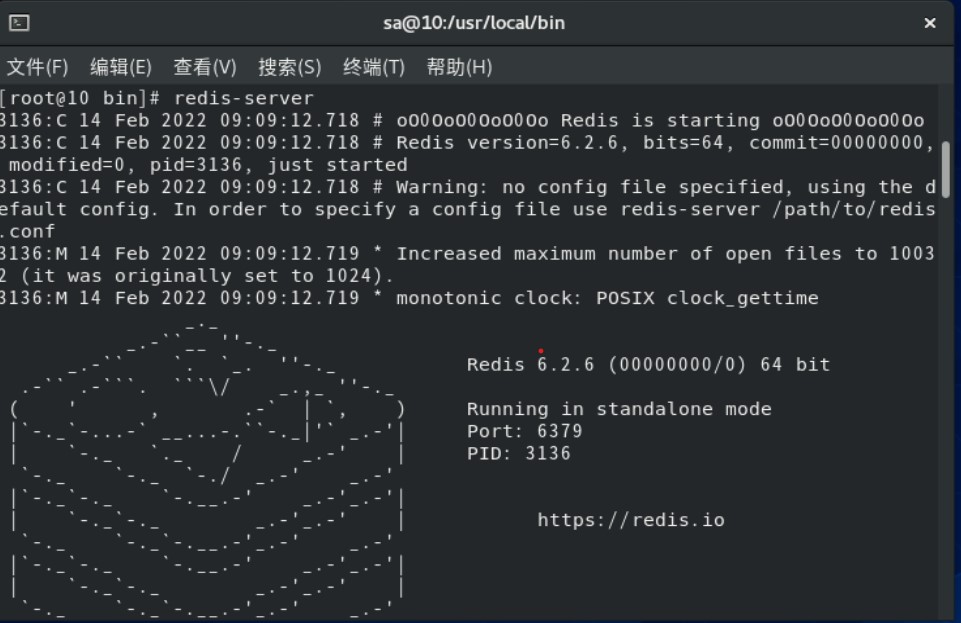 sa@10:/usr/local/bin
文件(F) 编辑(E) 查看(V) 搜索(S) 终端(T) 帮助(H)
[root@10 bin]# redis-server
3136:C 14 Feb 2022 09:09:12.718 # oO0OoO0OoO0Oo Redis is starting oO0OoO0OoO0Oo
3136:C 14 Feb 2022 09:09:12.718 # Redis version=6.2.6, bits=64, commit=00000000,
modified=0, pid=3136, just started
3136:C 14 Feb 2022 09:09:12.718 # Warning: no config file specified, using the d
efault config. In order to specify a config file use redis-server /path/to/redis
.conf
3136:M 14 Feb 2022 09:09:12.719 * Increased maximum number of open files to 1003
2 (it was originally set to 1024).
3136:M 14 Feb 2022 09:09:12.719 * monotonic clock: POSIX clock_gettime
Redis 6.2.6 (00000000/0) 64 bit
Running in standalone mode
Port: 6379
PID: 3136
https://redis.io